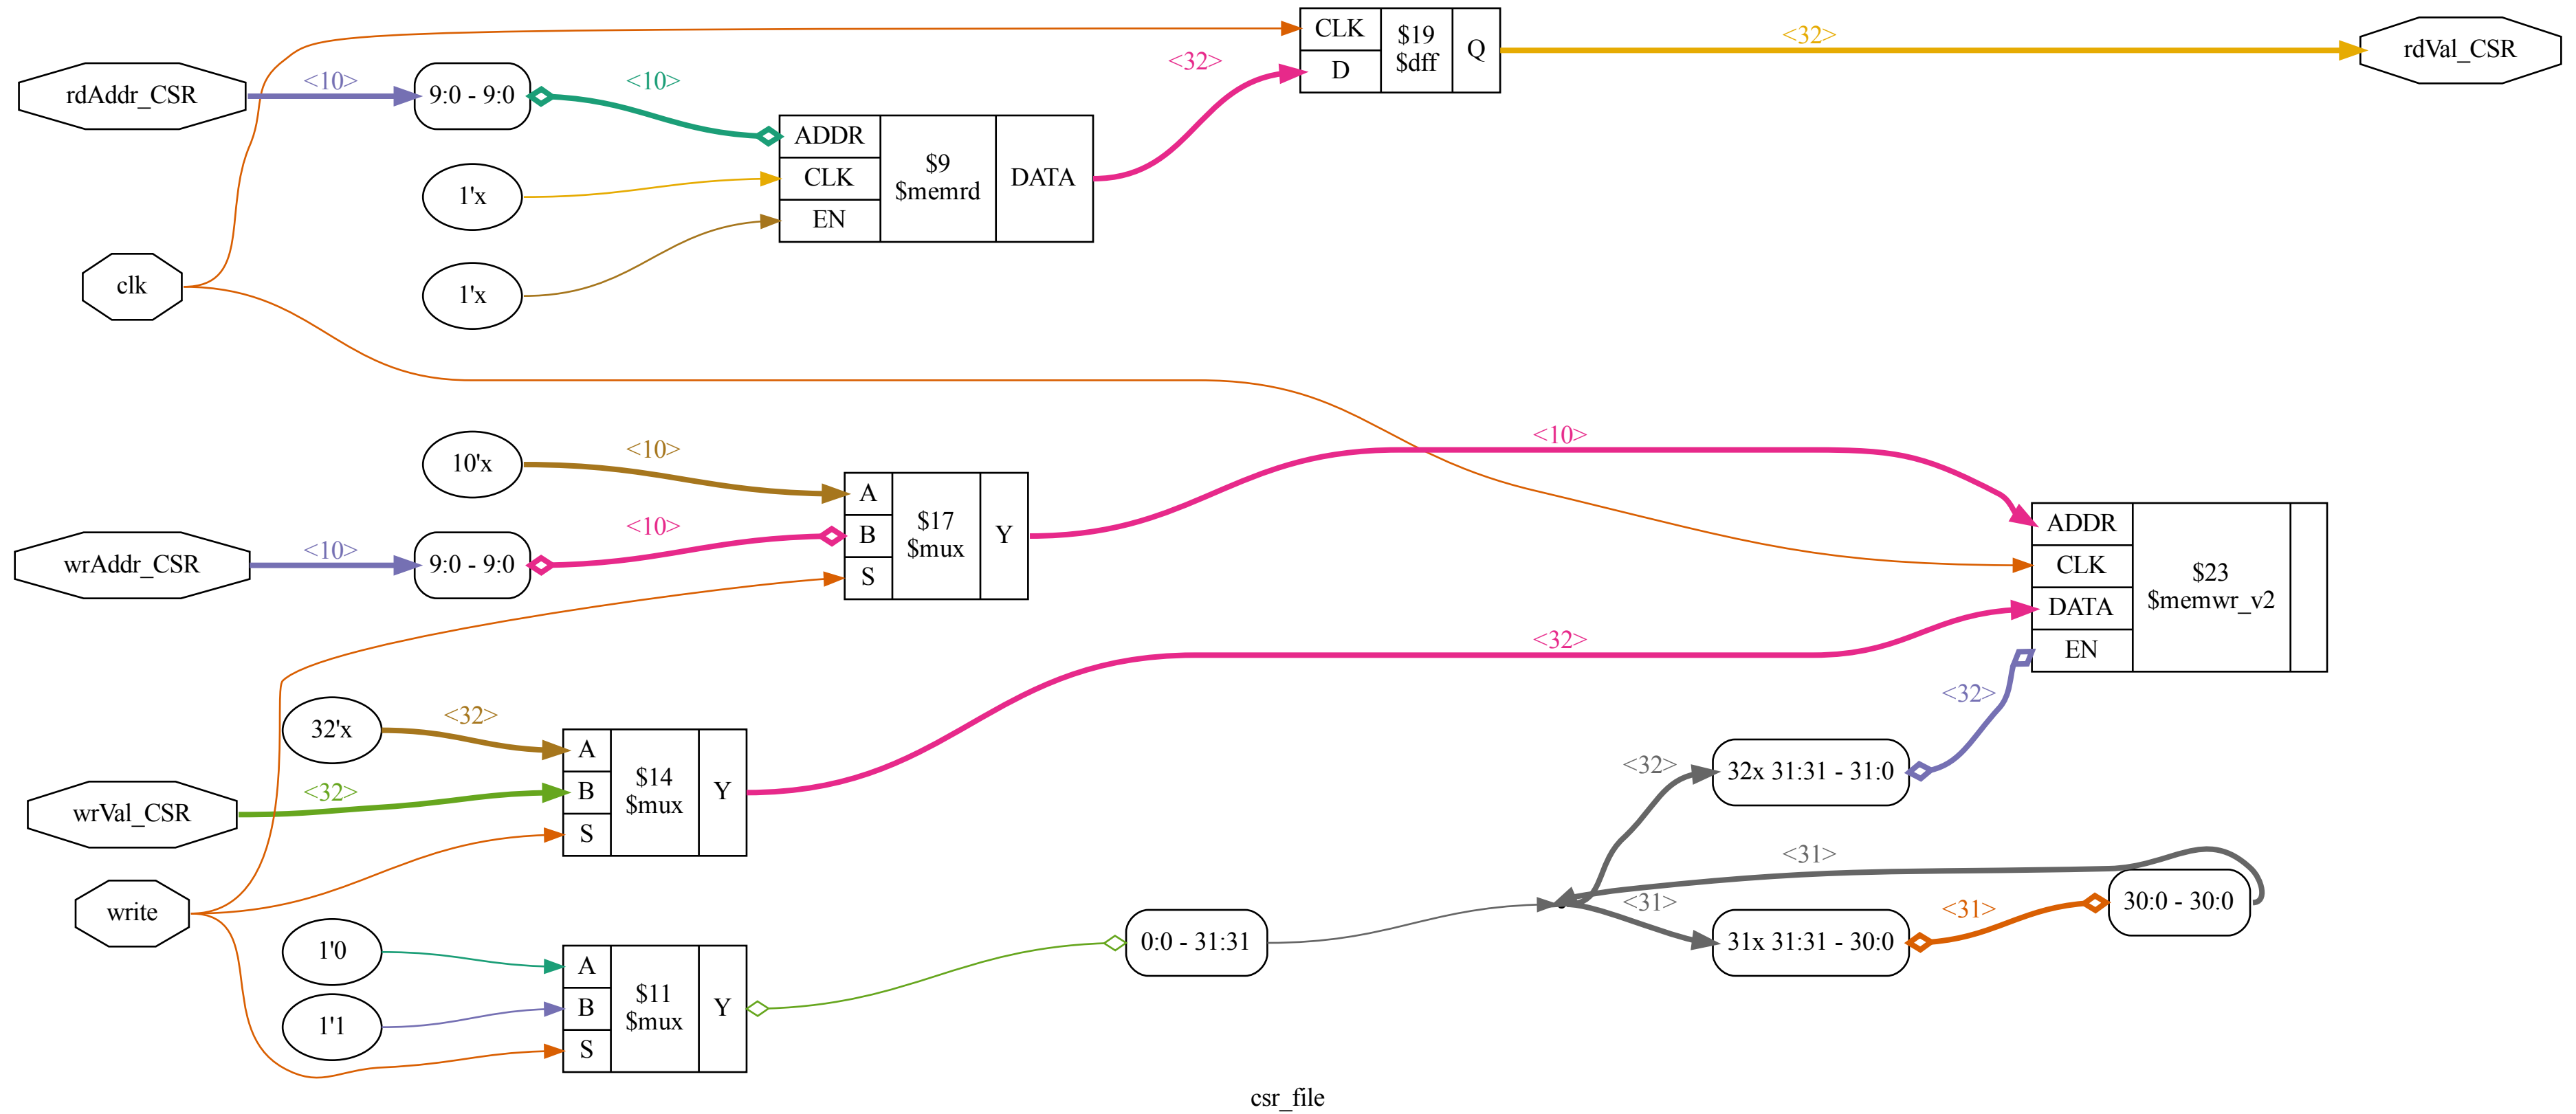 CLK
D
$19
$dff
Q
<32>
rdVal_CSR
<32>
rdAddr_CSR
<10>
9:0 - 9:0
<10>
ADDR
CLK
EN
$9
$memrd
DATA
1'x
1'x
clk
10'x
<10>
<10>
wrAddr_CSR
<10>
9:0 - 9:0
<10>
A
B
S
$17
$mux
Y
ADDR
CLK
DATA
EN
$23
$memwr_v2
<32>
<32>
32'x
<32>
wrVal_CSR
<32>
A
B
S
$14
$mux
Y
<32>
32x 31:31 - 31:0
<31>
write
<31>
31x 31:31 - 30:0
<31>
30:0 - 30:0
1'0
1'1
A
B
S
$11
$mux
Y
0:0 - 31:31
csr_file